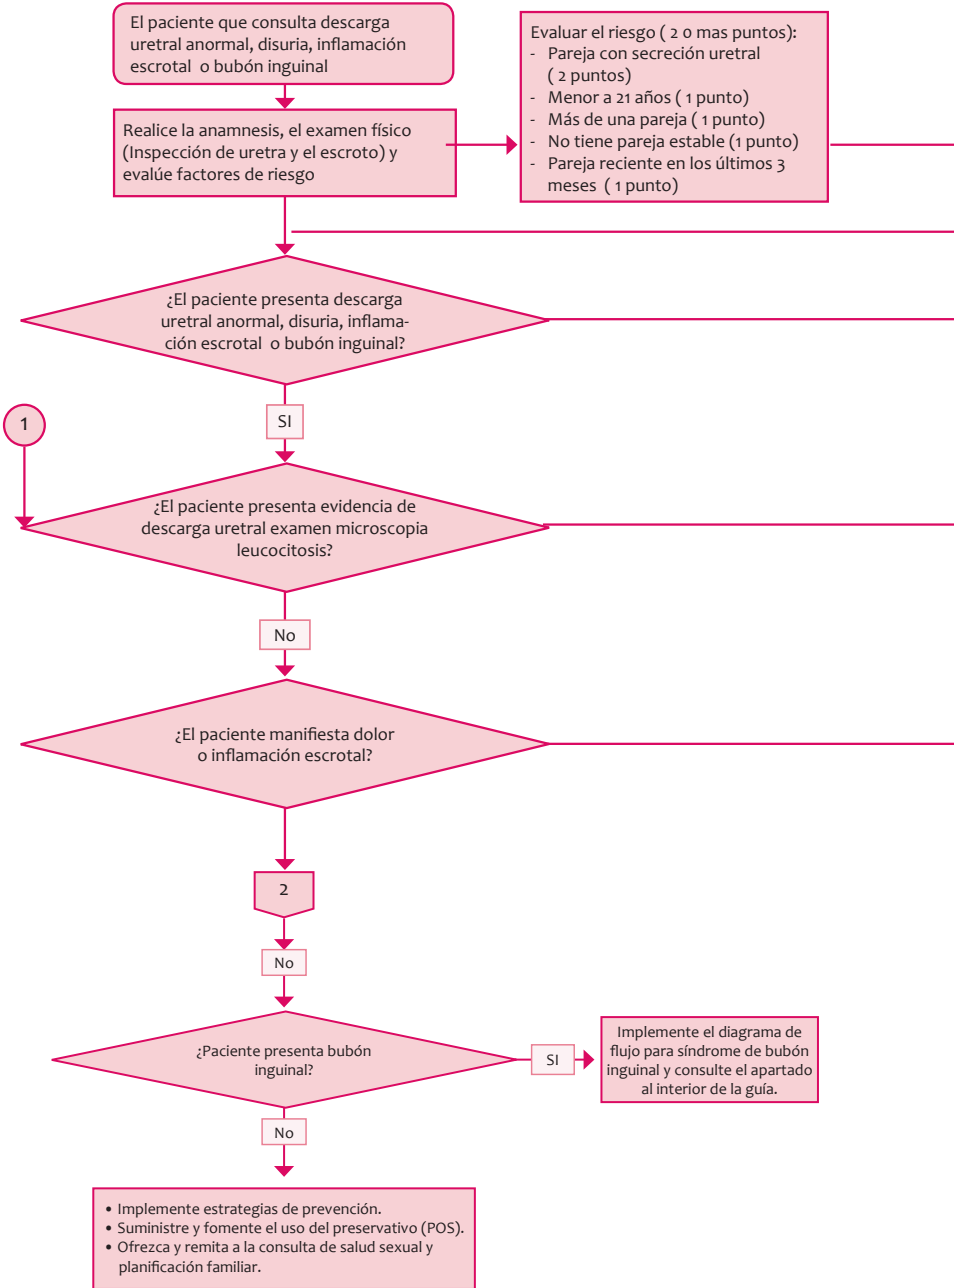 El paciente que consulta descarga
uretral anormal, disuria, inflamación
escrotal o bubón inguinal
Evaluar el riesgo ( 2 0 mas puntos):
- Pareja con secreción uretral
( 2 puntos)
- Menor a 21 años ( 1 punto)
- Más de una pareja ( 1 punto)
- No tiene pareja estable (1 punto)
- Pareja reciente en los últimos 3
meses ( 1 punto)
Realice la anamnesis, el examen físico
(Inspección de uretra y el escroto) y
evalúe factores de riesgo
¿El paciente presenta descarga
uretral anormal, disuria, inflama-
ción escrotal o bubón inguinal?
SI
1
¿El paciente presenta evidencia de
descarga uretral examen microscopia
leucocitosis?
No
¿El paciente manifiesta dolor
o inflamación escrotal?
2
No
¿Paciente presenta bubón
inguinal?
SI
Implemente el diagrama de
flujo para síndrome de bubón
inguinal y consulte el apartado
al interior de la guía.
No
• Implemente estrategias de prevención.
• Suministre y fomente el uso del preservativo (POS).
• Ofrezca y remita a la consulta de salud sexual y
planificación familiar.